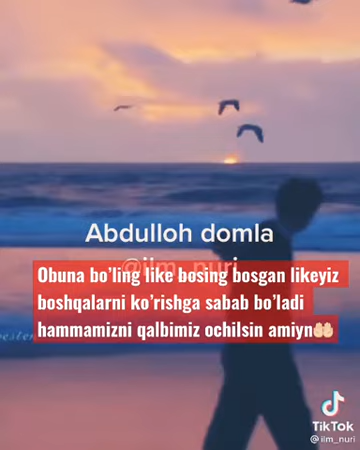 Abdulloh domla
@ilm_nuri
Obuna bo'ling like bosing bosgan likeyiz
boshqalarni ko'rishga sabab bo'ladi
hammamizni qalbimiz ochilsin amiyn🤲🏻
TikTok
@ilm_nuri